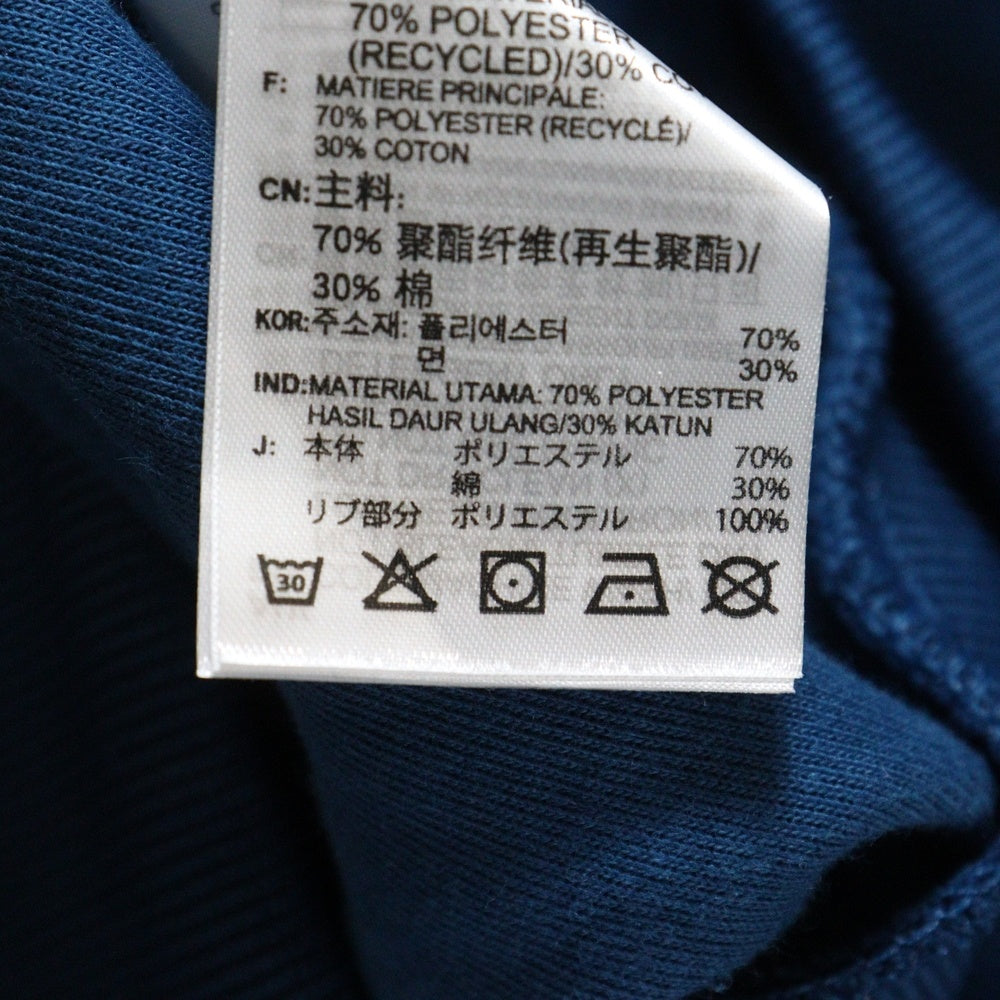 70% POLYESTER
(RECYCLED)/30%
F: MATIERE PRINCIPALE:
70% POLYESTER (RECYCLÉ)/
30% COTON
CN:主料:
70% 聚酯纤维(再生聚酯)/
30% 棉
KOR:주소재: 폴리에스터 70%
면 30%
IND:MATERIAL UTAMA: 70% POLYESTER
HASIL DAUR ULANG/30% KATUN
J: 本体 ポリエステル 70%
綿 30%
リブ部分 ポリエステル 100%
30